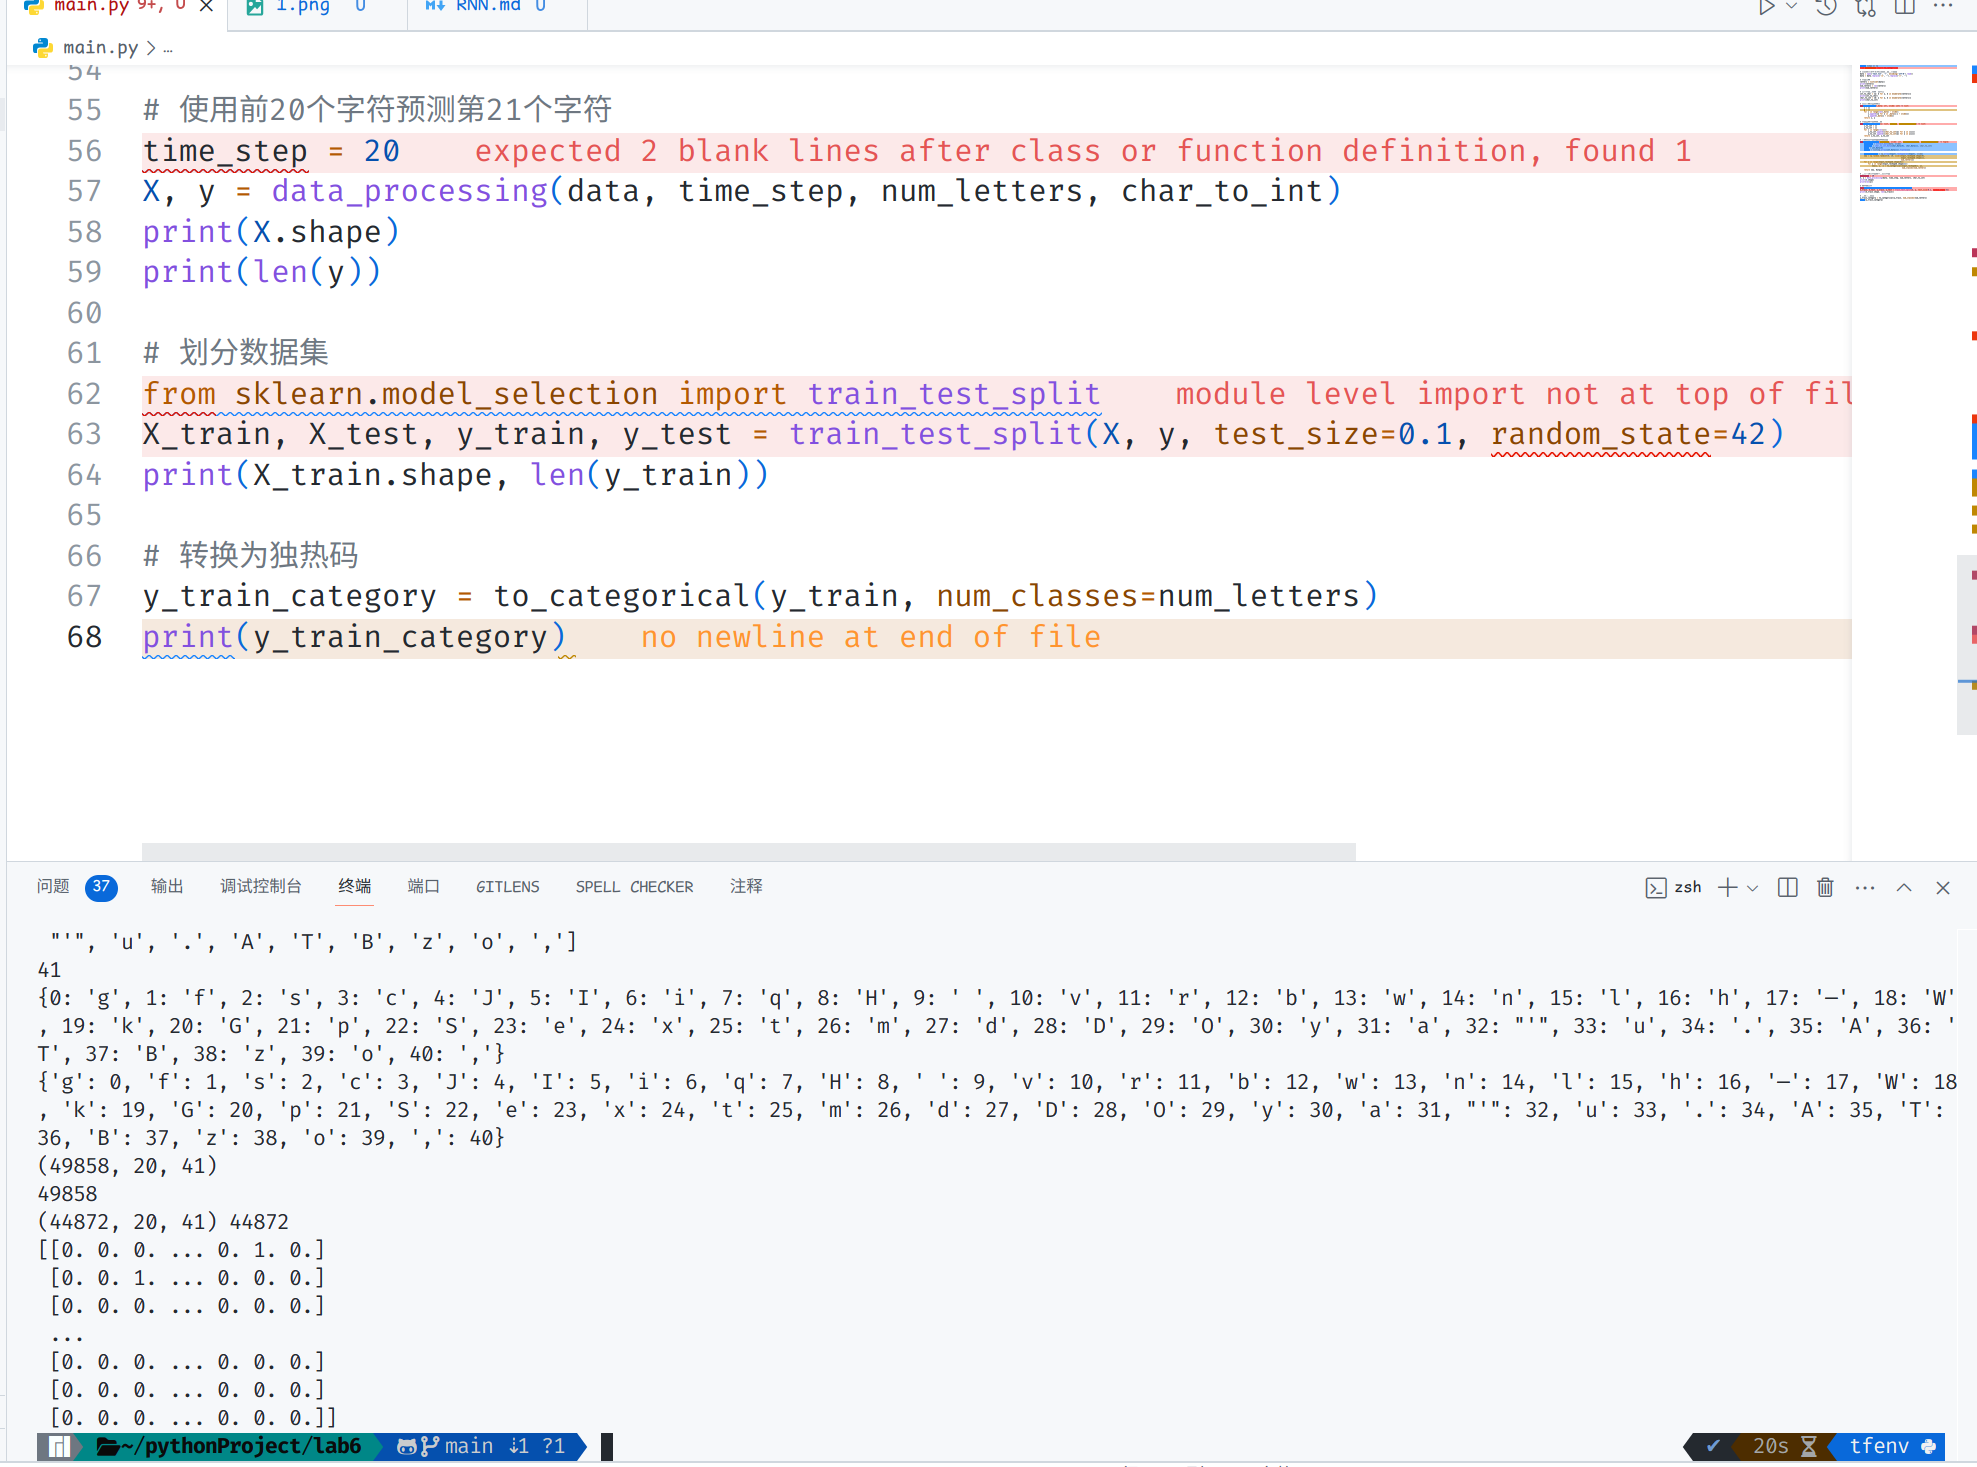 main.py 9+, U
1.png U
RNN.md U
main.py > …
54
55 # 使用前20个字符预测第21个字符
56 time_step = 20 expected 2 blank lines after class or function definition, found 1
57 X, y = data_processing(data, time_step, num_letters, char_to_int)
58 print(X.shape)
59 print(len(y))
60
61 # 划分数据集
62 from sklearn.model_selection import train_test_split module level import not at top of fil
63 X_train, X_test, y_train, y_test = train_test_split(X, y, test_size=0.1, random_state=42)
64 print(X_train.shape, len(y_train))
65
66 # 转换为独热码
67 y_train_category = to_categorical(y_train, num_classes=num_letters)
68 print(y_train_category) no newline at end of file
问题 37 输出 调试控制台 终端 端口 GITLENS SPELL CHECKER 注释 zsh
"'", 'u', '.', 'A', 'T', 'B', 'z', 'o', ',']
41
{0: 'g', 1: 'f', 2: 's', 3: 'c', 4: 'J', 5: 'I', 6: 'i', 7: 'q', 8: 'H', 9: ' ', 10: 'v', 11: 'r', 12: 'b', 13: 'w', 14: 'n', 15: 'l', 16: 'h', 17: '—', 18: 'W'
, 19: 'k', 20: 'G', 21: 'p', 22: 'S', 23: 'e', 24: 'x', 25: 't', 26: 'm', 27: 'd', 28: 'D', 29: 'O', 30: 'y', 31: 'a', 32: "'", 33: 'u', 34: '.', 35: 'A', 36: '
T', 37: 'B', 38: 'z', 39: 'o', 40: ','}
{'g': 0, 'f': 1, 's': 2, 'c': 3, 'J': 4, 'I': 5, 'i': 6, 'q': 7, 'H': 8, ' ': 9, 'v': 10, 'r': 11, 'b': 12, 'w': 13, 'n': 14, 'l': 15, 'h': 16, '—': 17, 'W': 18
, 'k': 19, 'G': 20, 'p': 21, 'S': 22, 'e': 23, 'x': 24, 't': 25, 'm': 26, 'd': 27, 'D': 28, 'O': 29, 'y': 30, 'a': 31, "'": 32, 'u': 33, '.': 34, 'A': 35, 'T':
36, 'B': 37, 'z': 38, 'o': 39, ',': 40}
(49858, 20, 41)
49858
(44872, 20, 41) 44872
[[0. 0. 0. ... 0. 1. 0.]
[0. 0. 1. ... 0. 0. 0.]
[0. 0. 0. ... 0. 0. 0.]
...
[0. 0. 0. ... 0. 0. 0.]
[0. 0. 0. ... 0. 0. 0.]
[0. 0. 0. ... 0. 0. 0.]]
~/pythonProject/lab6 main ⇣1 ?1 ✔ 20s tfenv